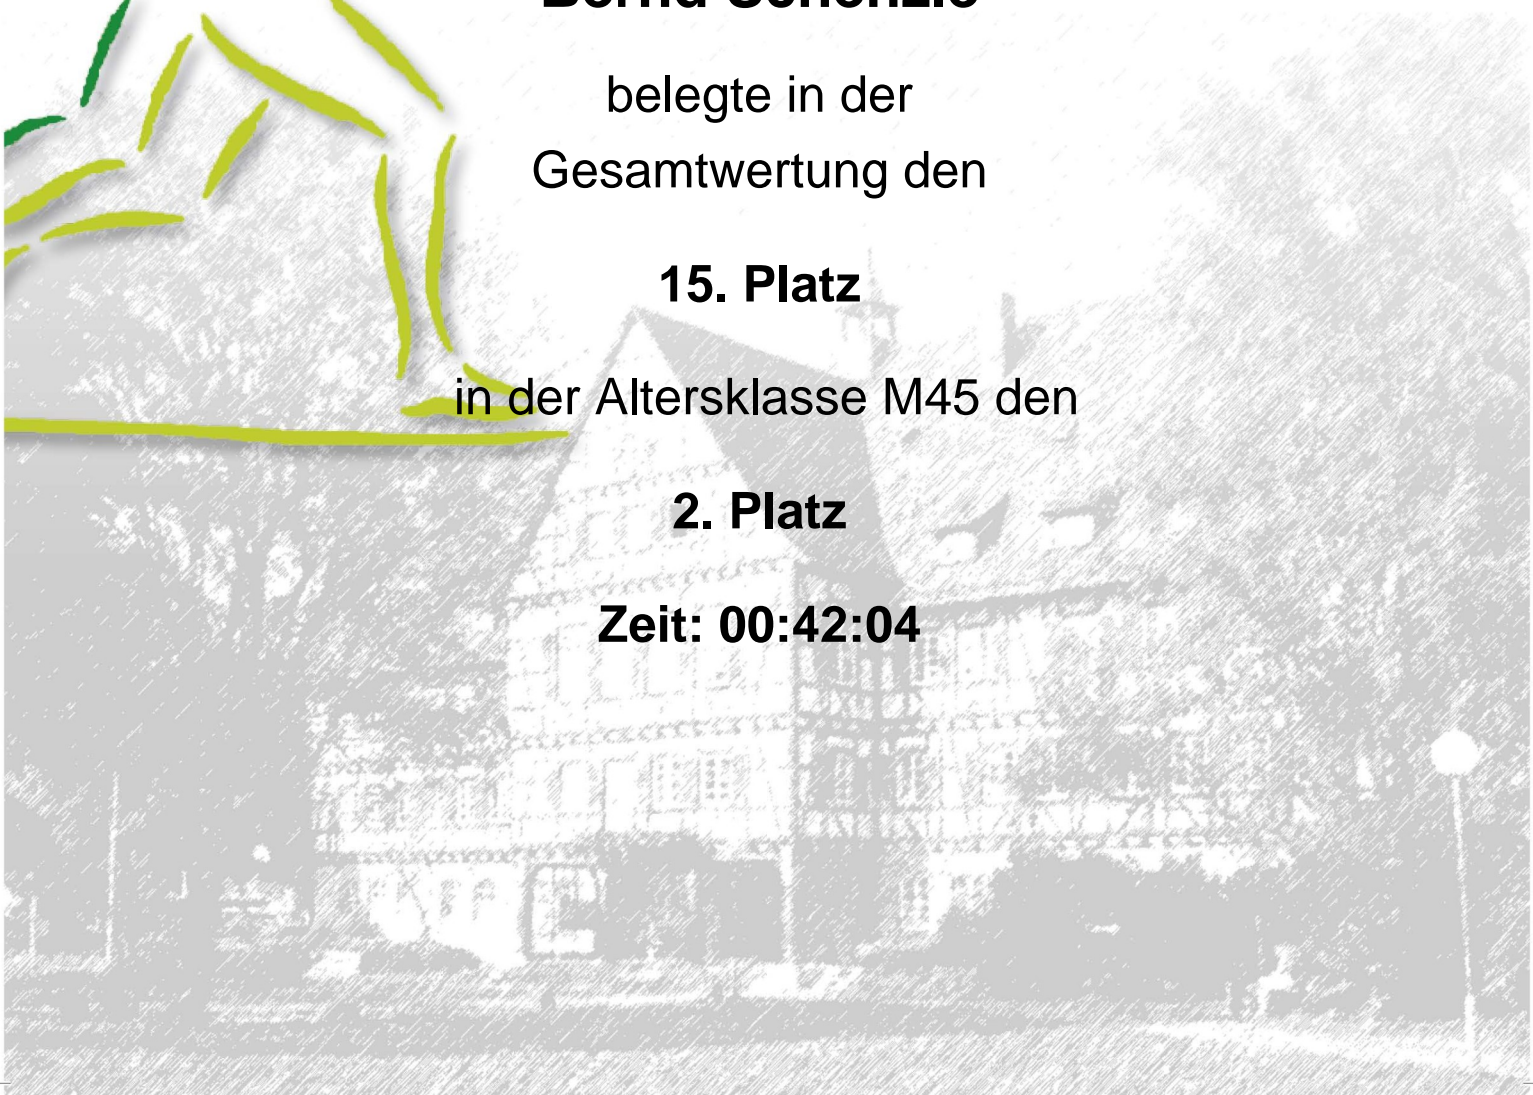 belegte in der
Gesamtwertung den
15. Platz
in der Altersklasse M45 den
2. Platz
Zeit: 00:42:04